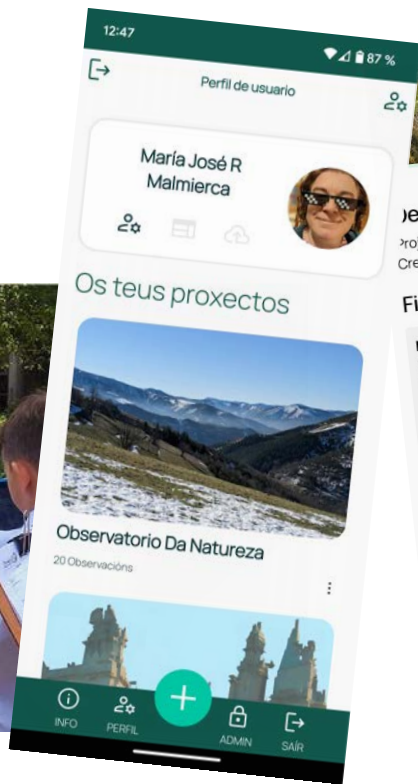 12:47
87 %
Perfil de usuario
María José R
Malmierca
Os teus proxectos
Observatorio Da Natureza
20 Observacións
INFO
PERFIL
ADMIN
SAÍR
Cre
Fi